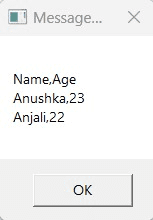 Message...
Name,Age
Anushka,23
Anjali,22
OK